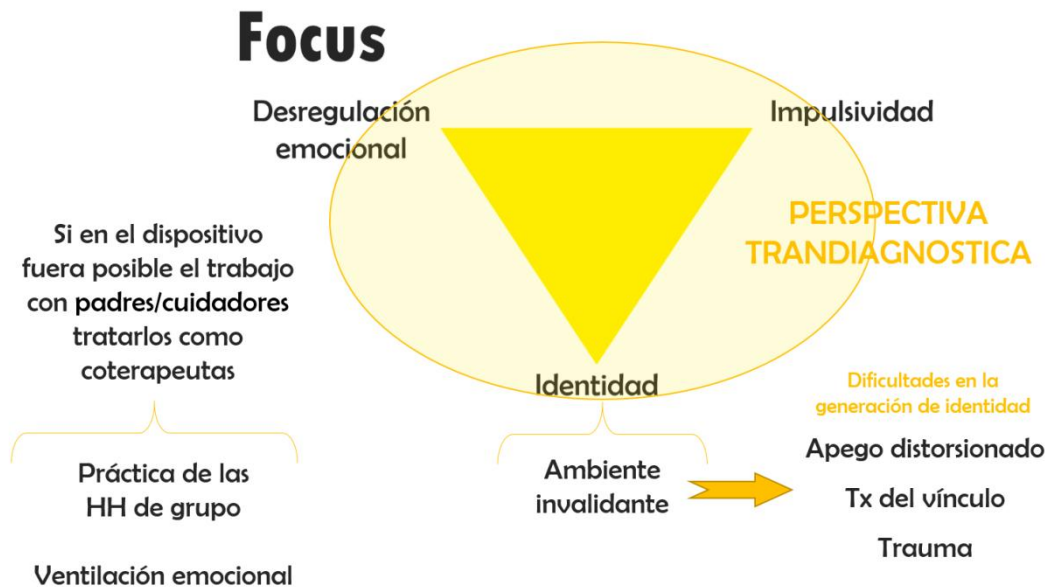 Focus
Desregulación
emocional
Impulsividad
PERSPECTIVA
TRANDIAGNOSTICA
Si en el dispositivo
fuera posible el trabajo
con padres/cuidadores
tratarlos como
coterapeutas
Práctica de las
HH de grupo
Ventilación emocional
Identidad
Ambiente
invalidante
Dificultades en la
generación de identidad
Apego distorsionado
Tx del vínculo
Trauma